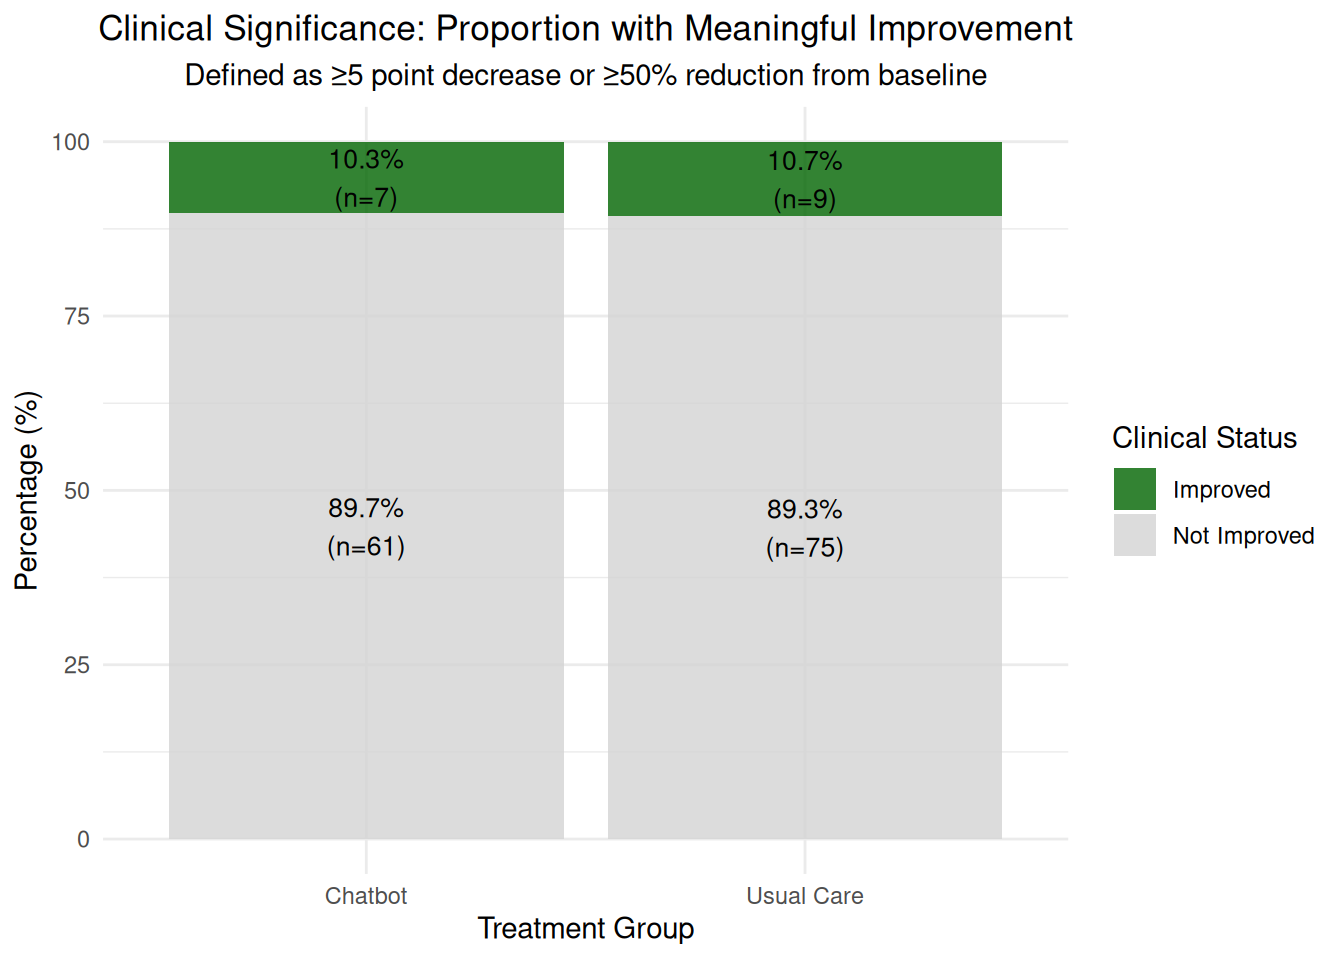 Clinical Significance: Proportion with Meaningful Improvement
Defined as ≥5 point decrease or ≥50% reduction from baseline
Percentage (%)
100
75
50
25
0
10.3%
(n=7)
10.7%
(n=9)
89.7%
(n=61)
89.3%
(n=75)
Chatbot
Usual Care
Treatment Group
Clinical Status
Improved
Not Improved